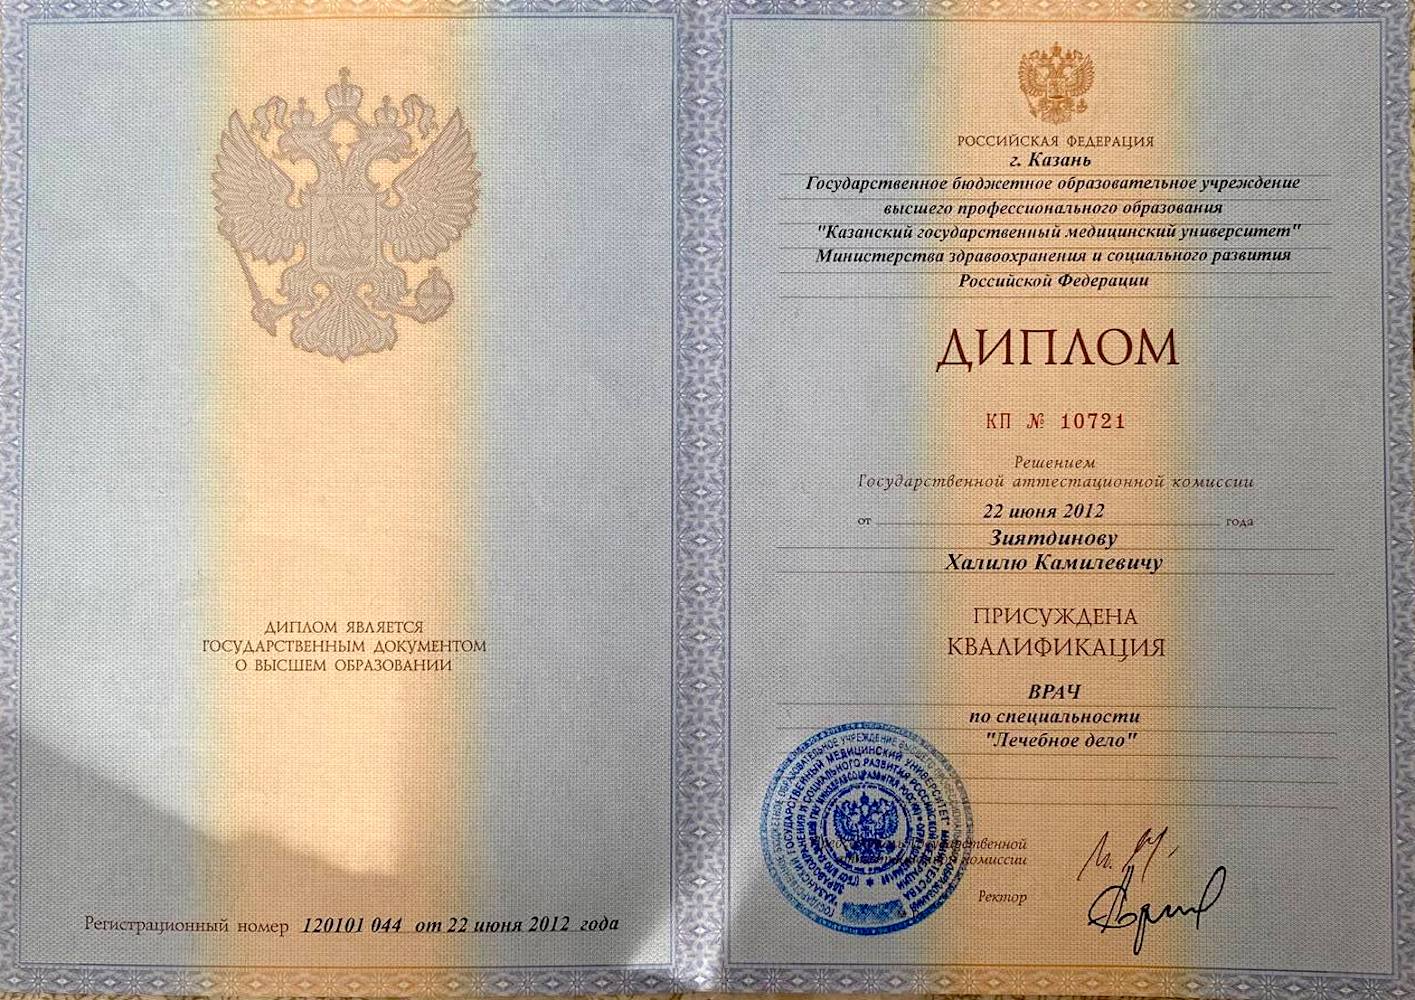 ДИПЛОМ ЯВЛЯЕТСЯ
ГОСУДАРСТВЕННЫМ ДОКУМЕНТОМ
О ВЫСШЕМ ОБРАЗОВАНИИ
Регистрационный номер 120101 044 от 22 июня 2012 года
РОССИЙСКАЯ ФЕДЕРАЦИЯ
г. Казань
Государственное бюджетное образовательное учреждение
высшего профессионального образования
"Казанский государственный медицинский университет"
Министерства здравоохранения и социального развития
Российской Федерации
ДИПЛОМ
КП № 10721
Решением
Государственной аттестационной комиссии
от 22 июня 2012 года
Зиятдинову
Халилю Камилевичу
ПРИСУЖДЕНА
КВАЛИФИКАЦИЯ
ВРАЧ
по специальности
"Лечебное дело"
Председатель Государственной
аттестационной комиссии
Ректор